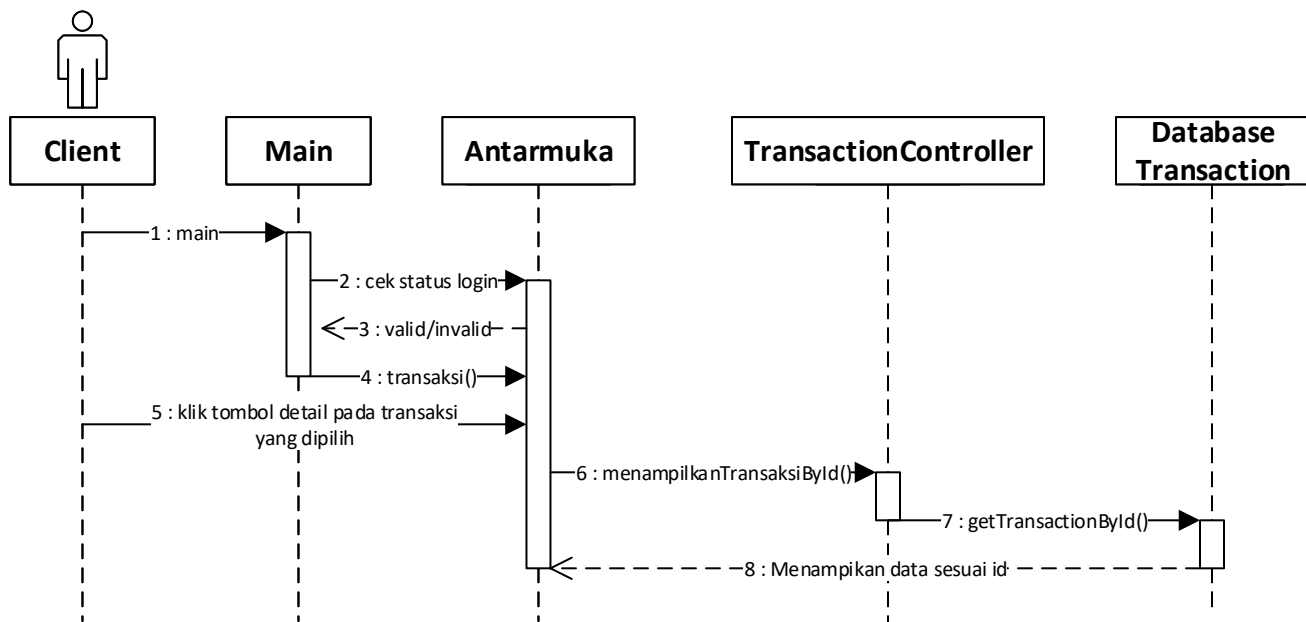 Client
Main
Antarmuka
TransactionController
Database
Transaction
1 : main
2 : cek status login
3 : valid/invalid
4 : transaksi()
5 : klik tombol detail pada transaksi
yang dipilih
6 : menampilkanTransaksiById()
7 : getTransactionById()
8 : Menampikan data sesuai id